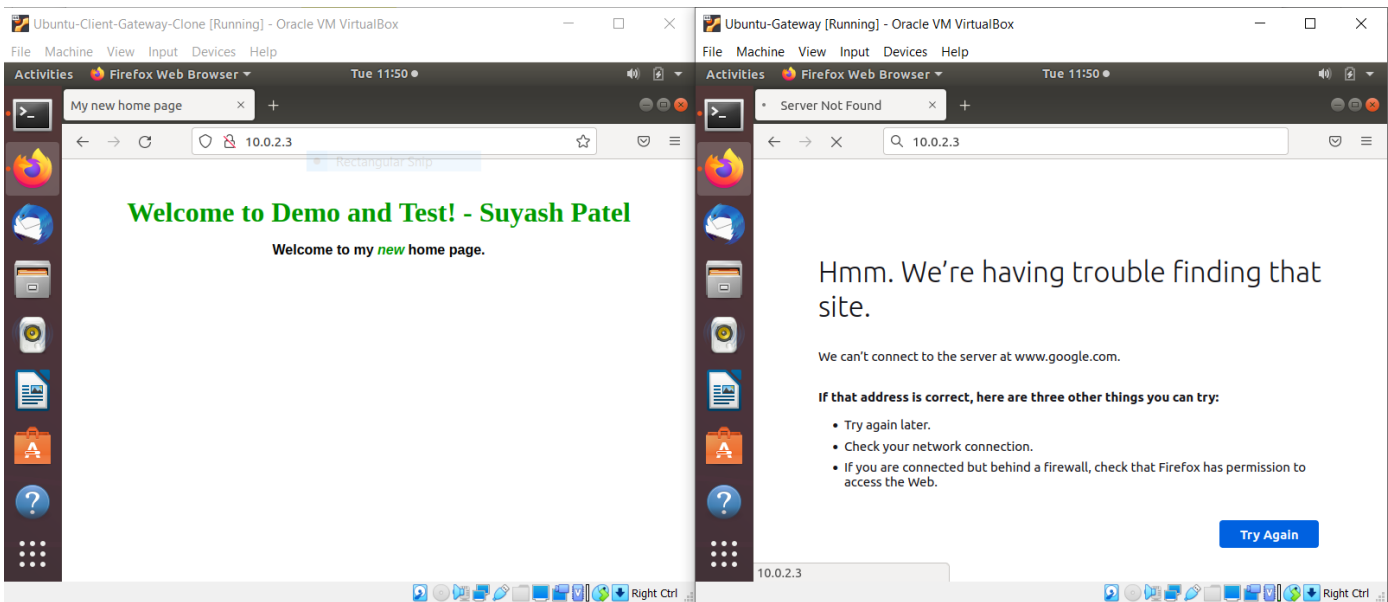 Ubuntu-Client-Gateway-Clone [Running] - Oracle VM VirtualBox
File Machine View Input Devices Help
Activities Firefox Web Browser Tue 11:50
My new home page
10.0.2.3
Rectangular Snip
Welcome to Demo and Test! - Suyash Patel
Welcome to my new home page.
Right Ctrl
Ubuntu-Gateway [Running] - Oracle VM VirtualBox
File Machine View Input Devices Help
Activities Firefox Web Browser Tue 11:50
Server Not Found
10.0.2.3
Hmm. We’re having trouble finding that
site.
We can’t connect to the server at www.google.com.
If that address is correct, here are three other things you can try:
• Try again later.
• Check your network connection.
• If you are connected but behind a firewall, check that Firefox has permission to
access the Web.
Try Again
10.0.2.3
Right Ctrl